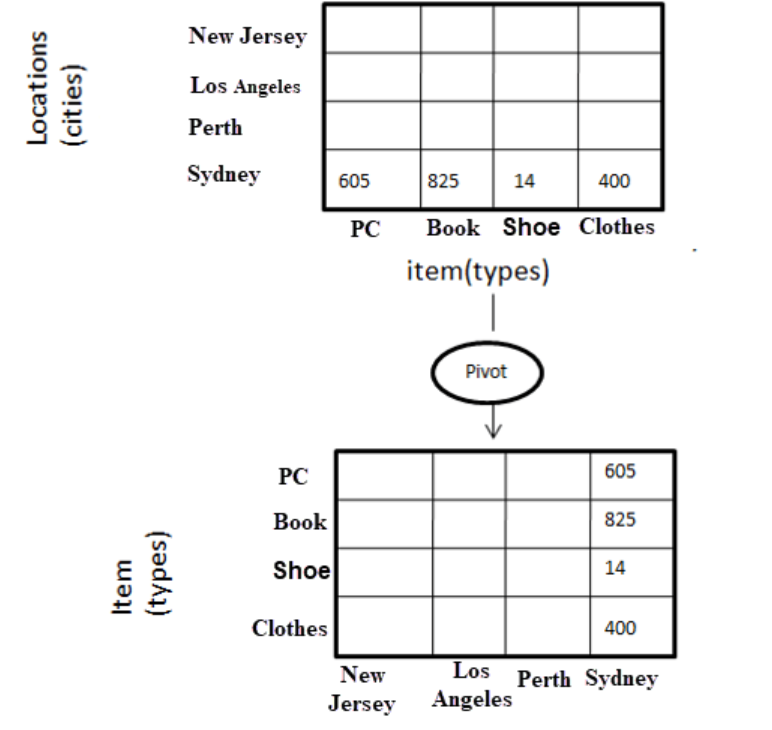 Locations
(cities)
New Jersey
Los Angeles
Perth
Sydney
605 825 14 400
PC Book Shoe Clothes
item(types)
Pivot
Item
(types)
PC 605
Book 825
Shoe 14
Clothes 400
New Jersey
Los Angeles
Perth Sydney